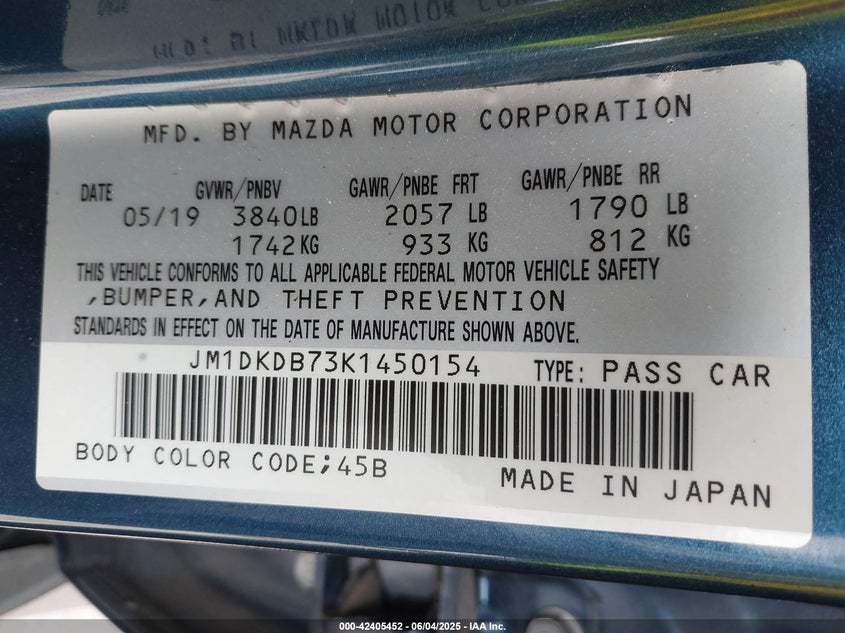 MFD. BY MAZDA MOTOR CORPORATION
DATE GVWR/PNBV GAWR/PNBE FRT GAWR/PNBE RR
05/19 3840LB 2057 LB 1790 LB
1742KG 933 KG 812 KG
THIS VEHICLE CONFORMS TO ALL APPLICABLE FEDERAL MOTOR VEHICLE SAFETY
,BUMPER,AND THEFT PREVENTION
STANDARDS IN EFFECT ON THE DATE OF MANUFACTURE SHOWN ABOVE.
JM1DKDB73K1450154 TYPE: PASS CAR
BODY COLOR CODE;45B MADE IN JAPAN
000-42405452 - 06/04/2025 - IAA Inc.